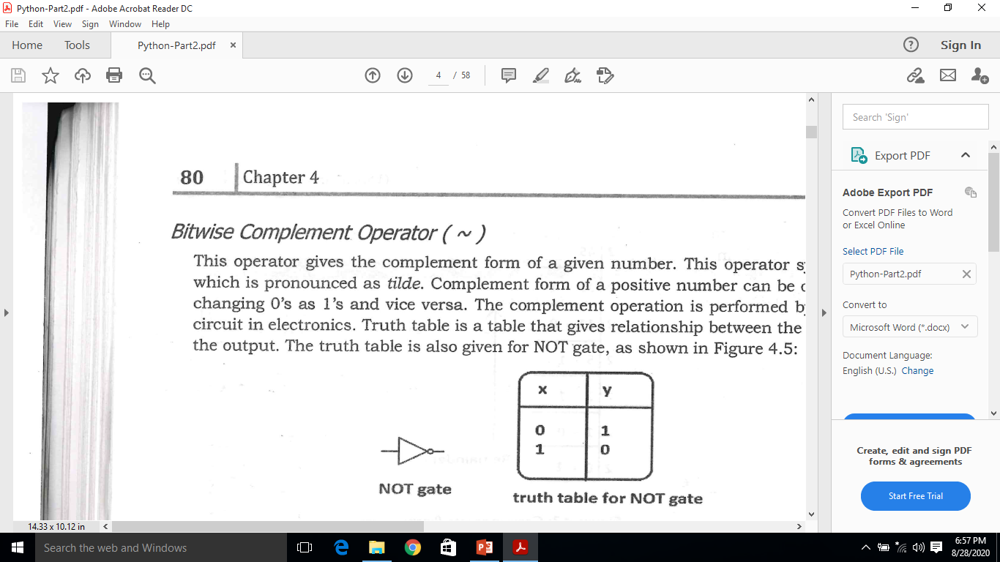 Python-Part2.pdf - Adobe Acrobat Reader DC
File Edit View Sign Window Help
Home Tools Python-Part2.pdf × ? Sign In
4 / 58
80 Chapter 4
Bitwise Complement Operator ( ~ )
This operator gives the complement form of a given number. This operator
which is pronounced as tilde. Complement form of a positive number can be
changing 0's as 1's and vice versa. The complement operation is performed
circuit in electronics. Truth table is a table that gives relationship between the
the output. The truth table is also given for NOT gate, as shown in Figure 4.5:
x y
0 1
1 0
NOT gate
truth table for NOT gate
14.33 x 10.12 in
Search 'Sign'
Export PDF
Adobe Export PDF
Convert PDF Files to Word
or Excel Online
Select PDF File
Python-Part2.pdf
Convert to
Microsoft Word (*.docx)
Document Language:
English (U.S.) Change
Create, edit and sign PDF
forms & agreements
Start Free Trial
Search the web and Windows
6:57 PM
8/28/2020